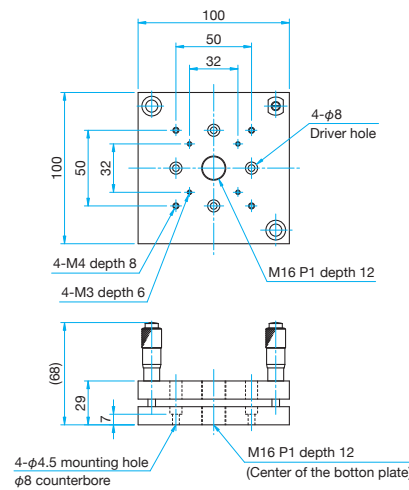 100
50
32
4-φ8
Driver hole
100
50
32
4-M4 depth 8
M16 P1 depth 12
4-M3 depth 6
(68)
29
7
4-φ4.5 mounting hole
φ8 counterbore
M16 P1 depth 12
(Center of the botton plate)